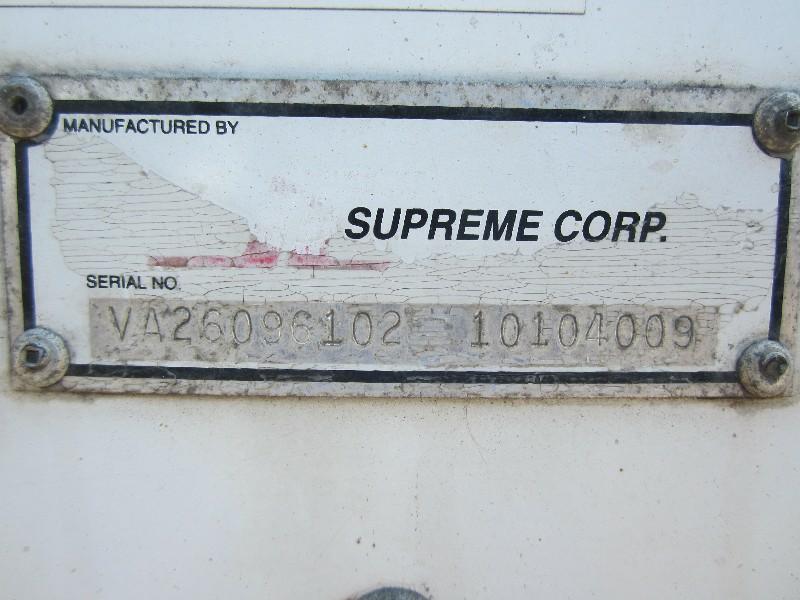 MANUFACTURED BY
SUPREME CORP.
SERIAL NO.
VA26096102 10104009